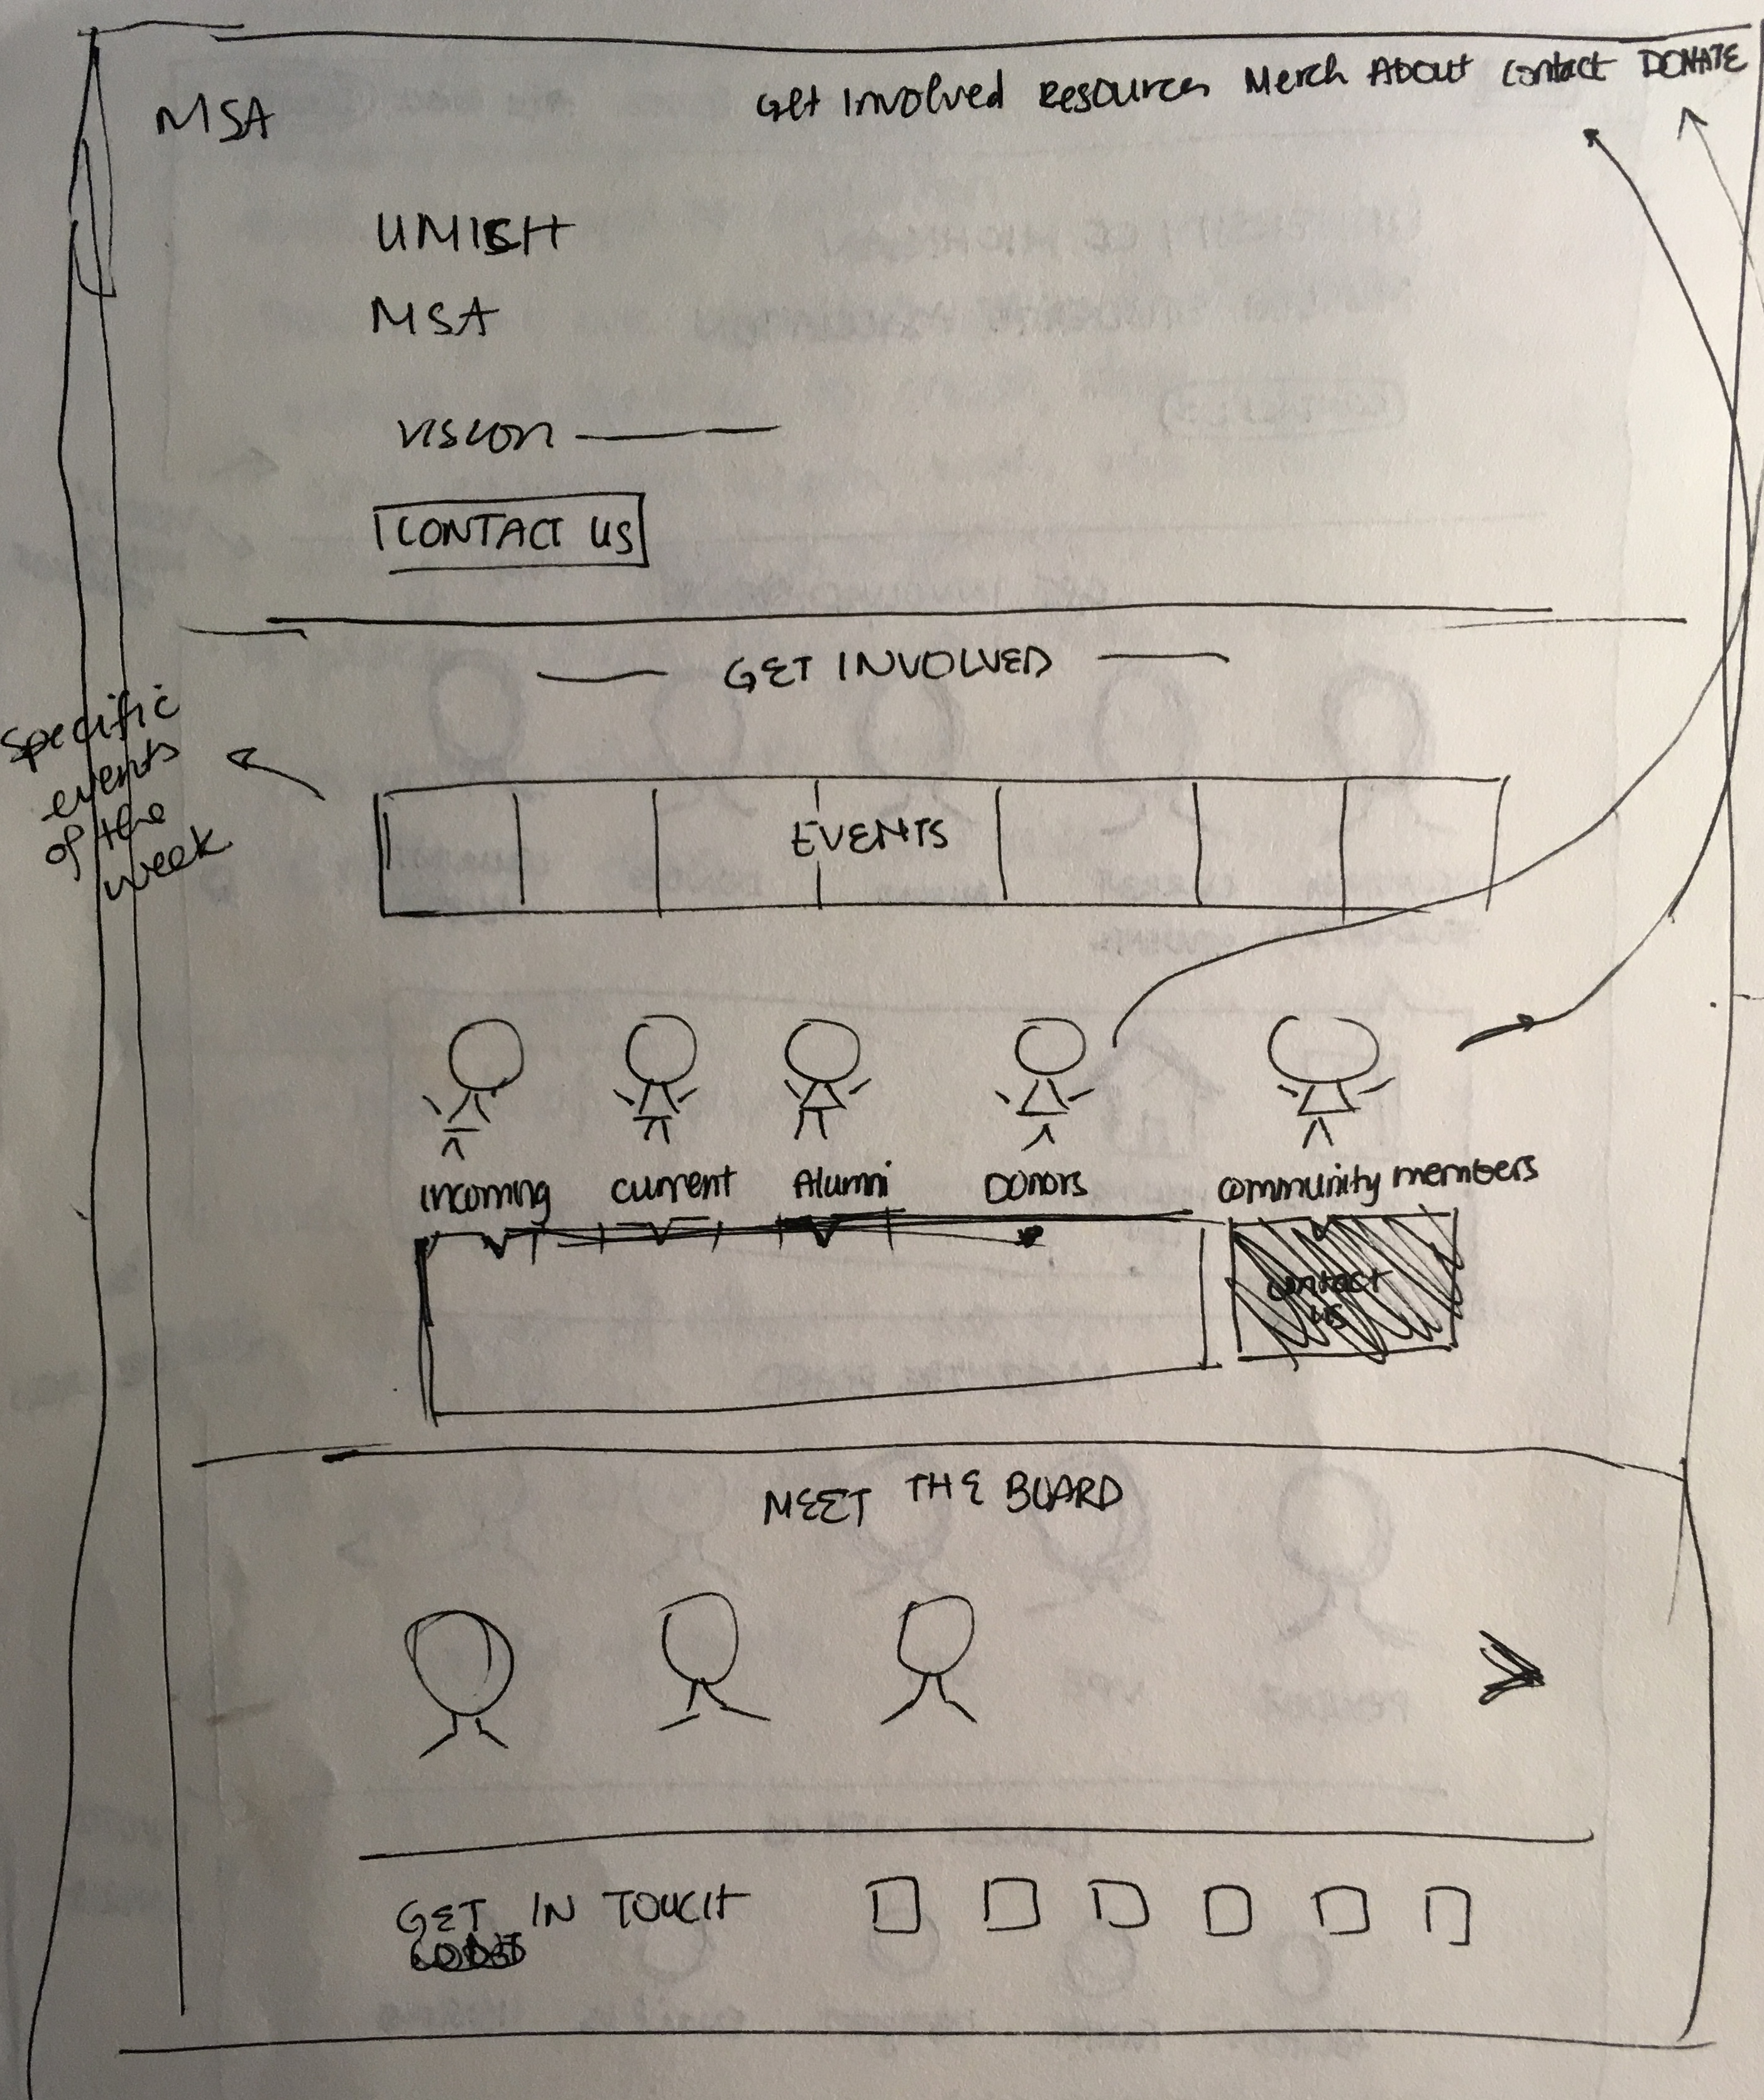 MSA
Get Involved Resources Merch About Contact DONATE
UMICH
MSA
vision
CONTACT US
GET INVOLVED
Specific
events
of the
week
EVENTS
incoming current Alumni Donors community members
contact
us
MEET THE BOARD
GET IN TOUCH